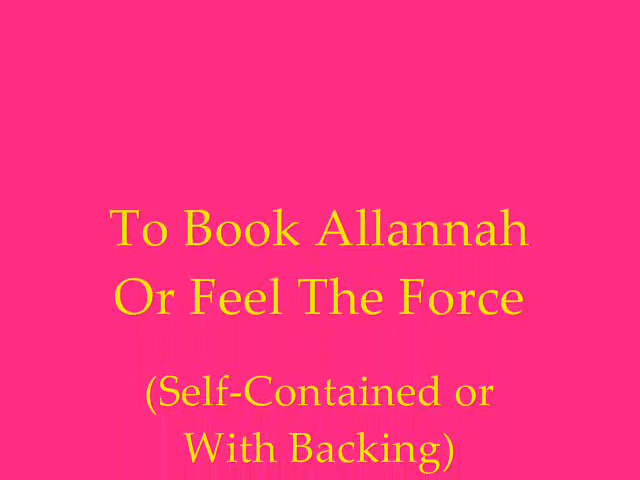 To Book Allannah
Or Feel The Force
(Self-Contained or
With Backing)